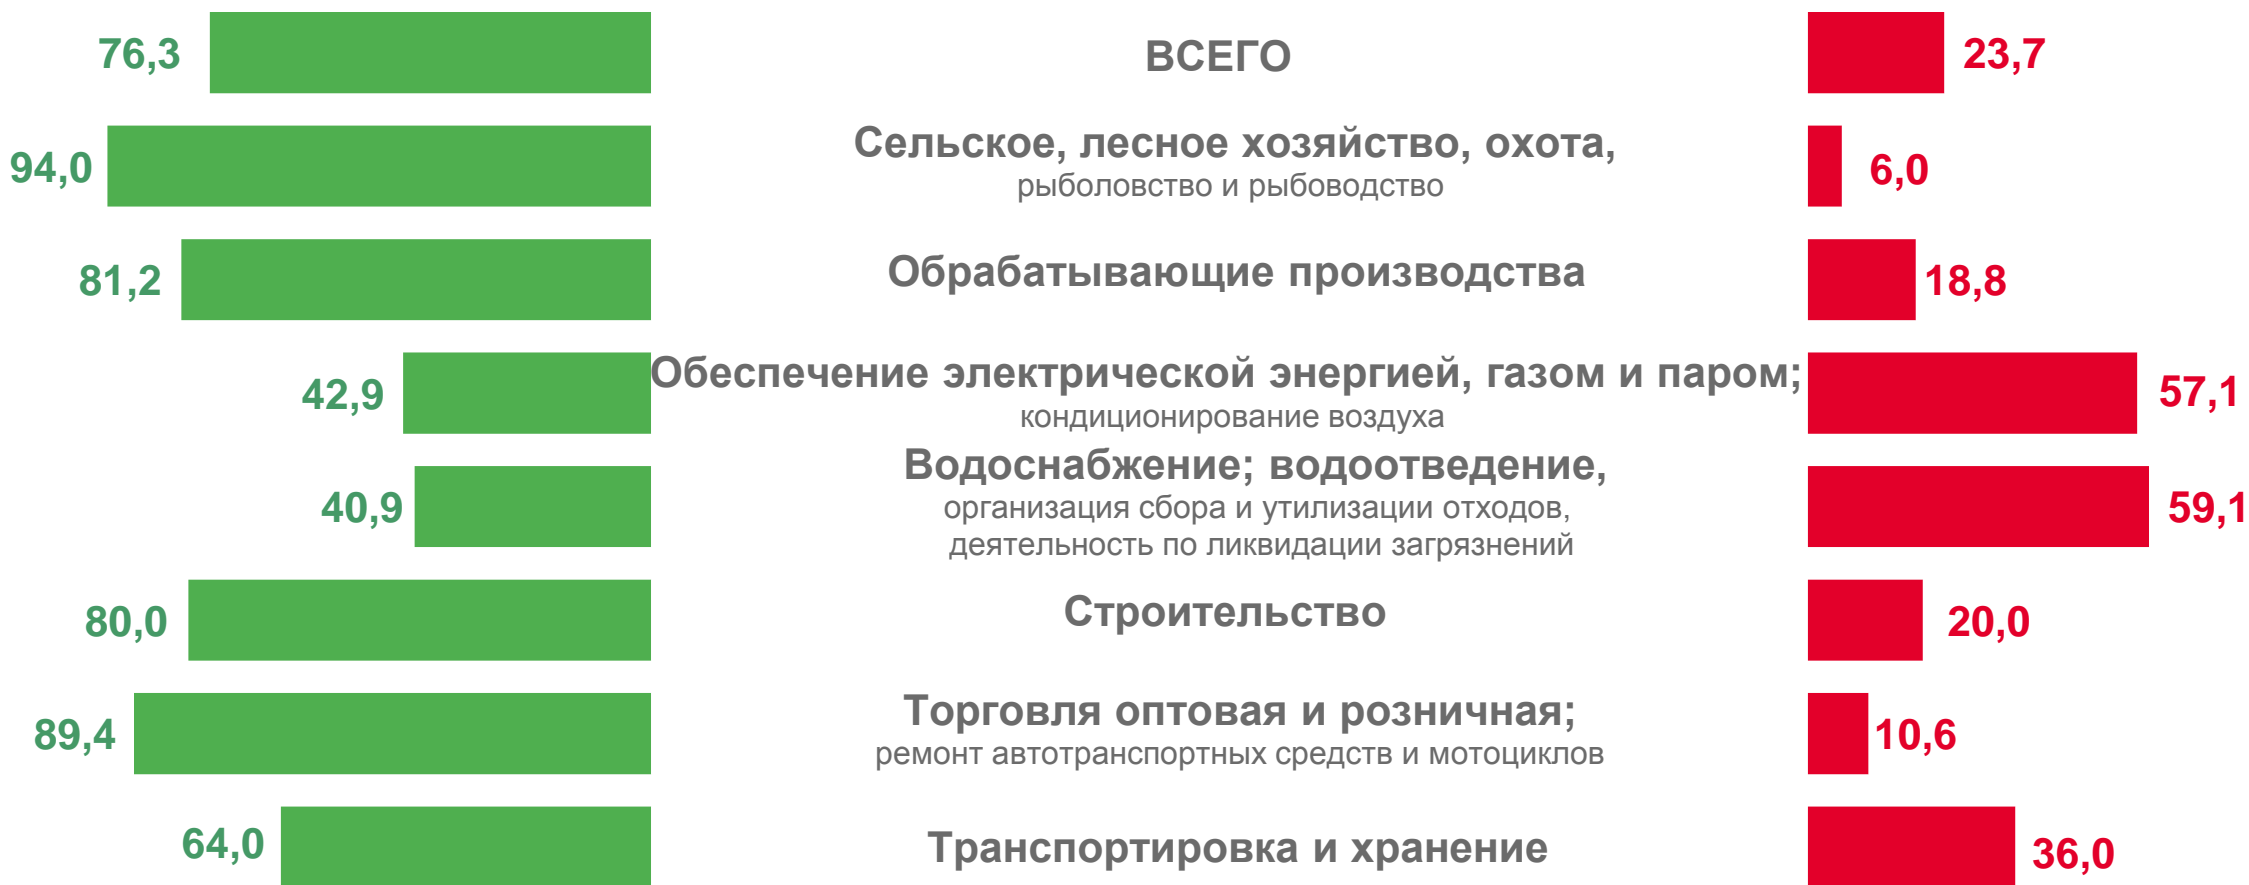 76,3
ВСЕГО
23,7
94,0
Сельское, лесное хозяйство, охота,
рыболовство и рыбоводство
6,0
81,2
Обрабатывающие производства
18,8
42,9
Обеспечение электрической энергией, газом и паром;
кондиционирование воздуха
57,1
40,9
Водоснабжение; водоотведение,
организация сбора и утилизации отходов,
деятельность по ликвидации загрязнений
59,1
80,0
Строительство
20,0
89,4
Торговля оптовая и розничная;
ремонт автотранспортных средств и мотоциклов
10,6
64,0
Транспортировка и хранение
36,0